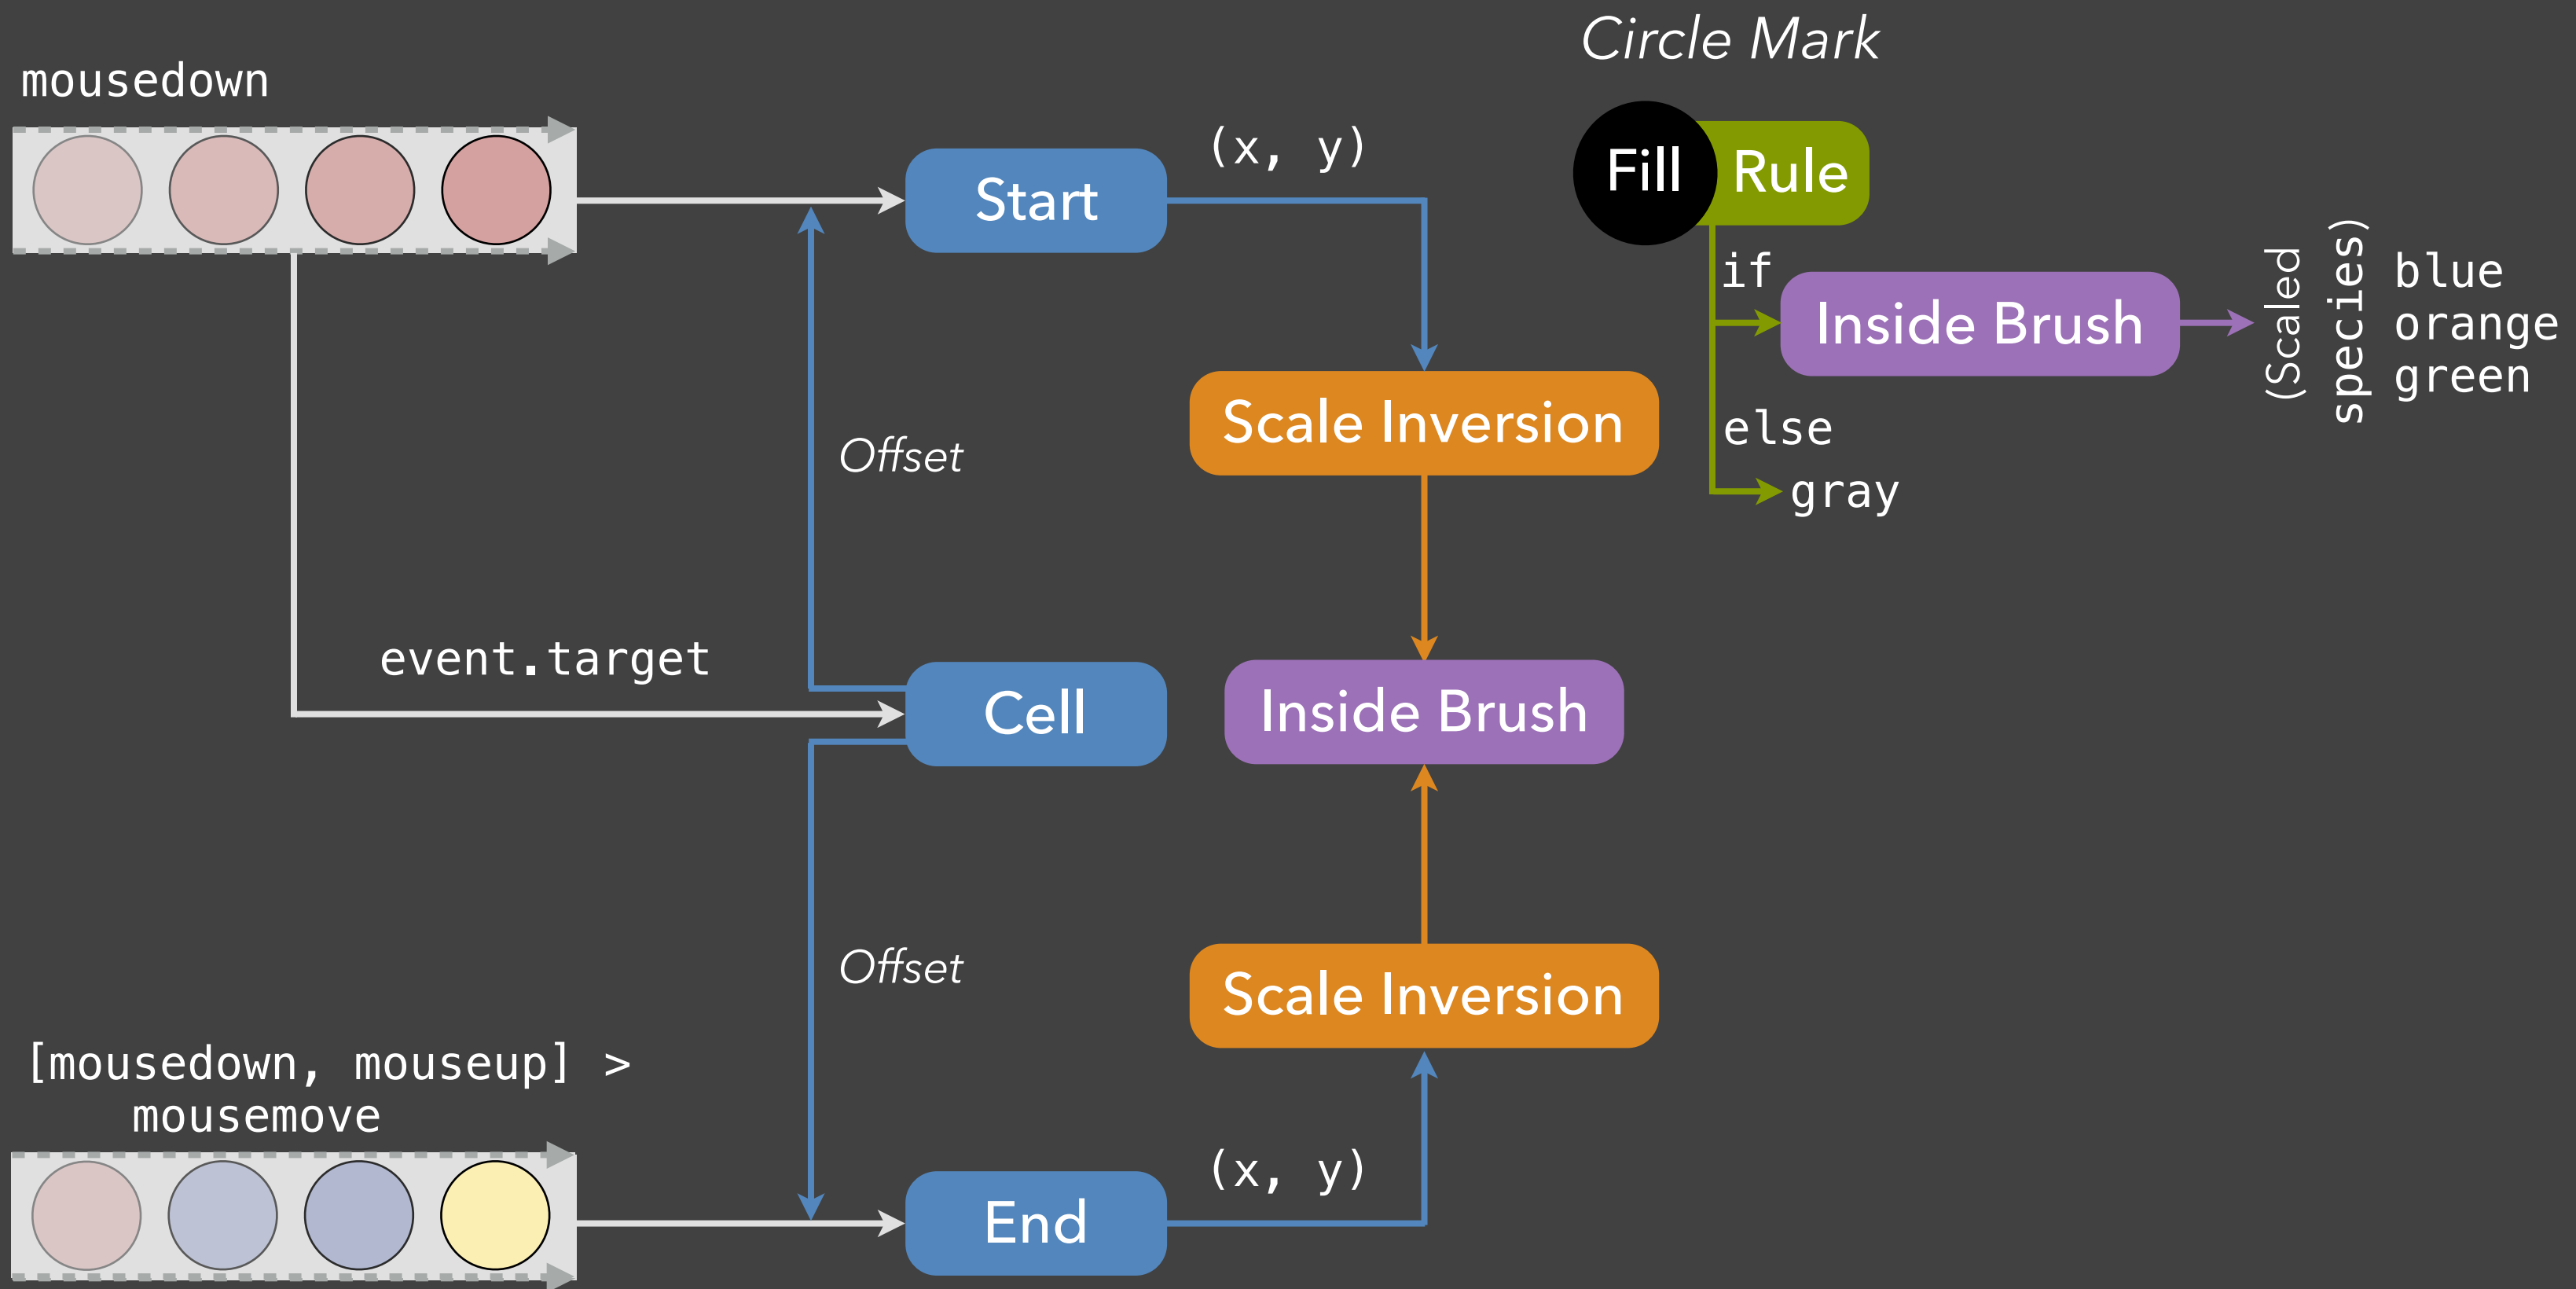 Circle Mark
mousedown
Start
(x, y)
Fill
Rule
if
Inside Brush
(Scaled
species)
blue
orange
green
Scale Inversion
else
gray
Offset
event.target
Cell
Inside Brush
Offset
Scale Inversion
[mousedown, mouseup] >
mousemove
(x, y)
End